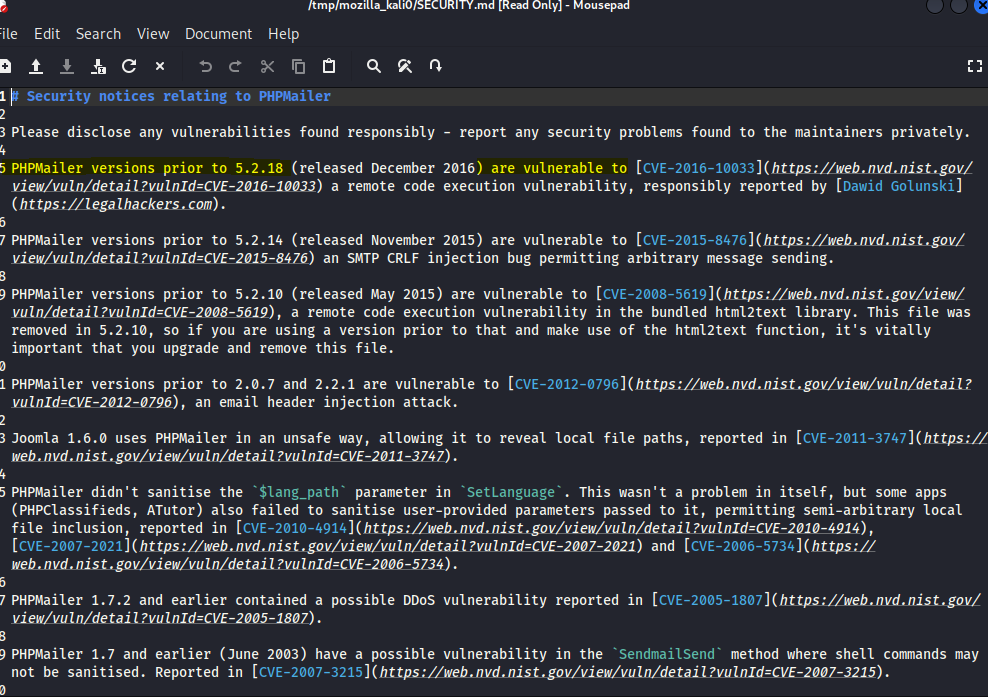 /tmp/mozilla_kali0/SECURITY.md [Read Only] - Mousepad
File Edit Search View Document Help
1 # Security notices relating to PHPMailer
2
3 Please disclose any vulnerabilities found responsibly - report any security problems found to the maintainers privately.
4
5 PHPMailer versions prior to 5.2.18 (released December 2016) are vulnerable to [CVE-2016-10033](https://web.nvd.nist.gov/
view/vuln/detail?vulnId=CVE-2016-10033) a remote code execution vulnerability, responsibly reported by [Dawid Golunski]
(https://legalhackers.com).
6
7 PHPMailer versions prior to 5.2.14 (released November 2015) are vulnerable to [CVE-2015-8476](https://web.nvd.nist.gov/
view/vuln/detail?vulnId=CVE-2015-8476) an SMTP CRLF injection bug permitting arbitrary message sending.
8
9 PHPMailer versions prior to 5.2.10 (released May 2015) are vulnerable to [CVE-2008-5619](https://web.nvd.nist.gov/view/
vuln/detail?vulnId=CVE-2008-5619), a remote code execution vulnerability in the bundled html2text library. This file was
removed in 5.2.10, so if you are using a version prior to that and make use of the html2text function, it's vitally
important that you upgrade and remove this file.
0
1 PHPMailer versions prior to 2.0.7 and 2.2.1 are vulnerable to [CVE-2012-0796](https://web.nvd.nist.gov/view/vuln/detail?
vulnId=CVE-2012-0796), an email header injection attack.
2
3 Joomla 1.6.0 uses PHPMailer in an unsafe way, allowing it to reveal local file paths, reported in [CVE-2011-3747](https://
web.nvd.nist.gov/view/vuln/detail?vulnId=CVE-2011-3747).
4
5 PHPMailer didn't sanitise the `$lang_path` parameter in `SetLanguage`. This wasn't a problem in itself, but some apps
(PHPClassifieds, ATutor) also failed to sanitise user-provided parameters passed to it, permitting semi-arbitrary local
file inclusion, reported in [CVE-2010-4914](https://web.nvd.nist.gov/view/vuln/detail?vulnId=CVE-2010-4914),
[CVE-2007-2021](https://web.nvd.nist.gov/view/vuln/detail?vulnId=CVE-2007-2021) and [CVE-2006-5734](https://
web.nvd.nist.gov/view/vuln/detail?vulnId=CVE-2006-5734).
6
7 PHPMailer 1.7.2 and earlier contained a possible DDoS vulnerability reported in [CVE-2005-1807](https://web.nvd.nist.gov/
view/vuln/detail?vulnId=CVE-2005-1807).
8
9 PHPMailer 1.7 and earlier (June 2003) have a possible vulnerability in the `SendmailSend` method where shell commands may
not be sanitised. Reported in [CVE-2007-3215](https://web.nvd.nist.gov/view/vuln/detail?vulnId=CVE-2007-3215).
0